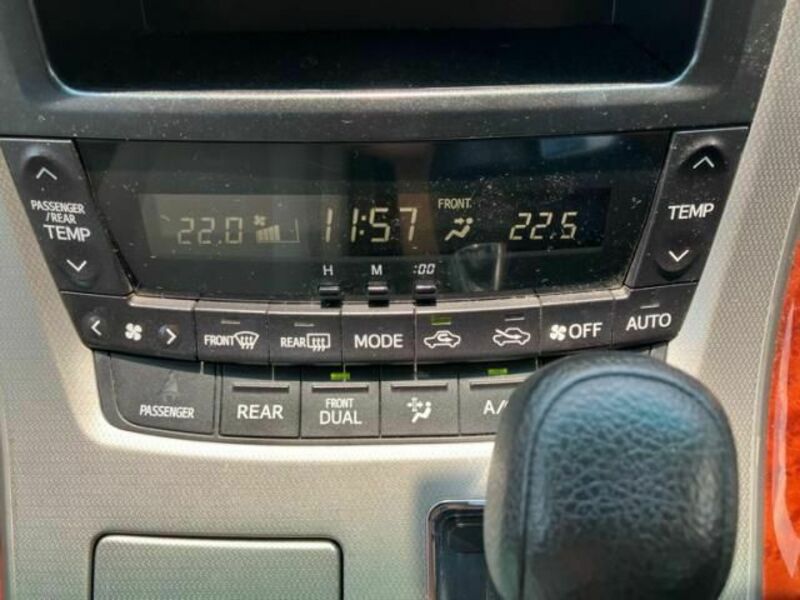 PASSENGER
/REAR
TEMP
22.0
11:57
FRONT
22.5
TEMP
H
M
:00
FRONT
REAR
MODE
OFF
AUTO
PASSENGER
REAR
FRONT
DUAL
A/